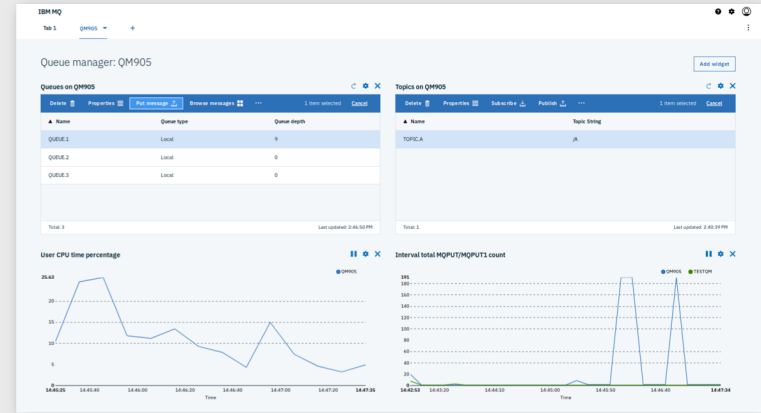 IBM MQ
Tab 1 QM905 +
Queue manager: QM905
Add widget
Queues on QM905
Delete Properties Put message Browse messages ... 1 item selected Cancel
Name Queue type Queue depth
QUEUE.1 Local 9
QUEUE.2 Local 0
QUEUE.3 Local 0
Total: 3 Last updated: 2:46:50 PM
Topics on QM905
Delete Properties Subscribe Publish ... 1 item selected Cancel
Name Topic String
TOPIC.A /A
Total: 1 Last updated: 2:40:39 PM
User CPU time percentage
QM905
25.63
20
15
10
5
0
14:45:25 14:45:40 14:46:00 14:46:20 14:46:40 14:47:00 14:47:20 14:47:35
Time
Interval total MQPUT/MQPUT1 count
QM905 TESTQM
191
180
160
140
120
100
80
60
40
20
0
14:42:53 14:43:20 14:44:10 14:45:00 14:45:50 14:46:40 14:47:34
Time